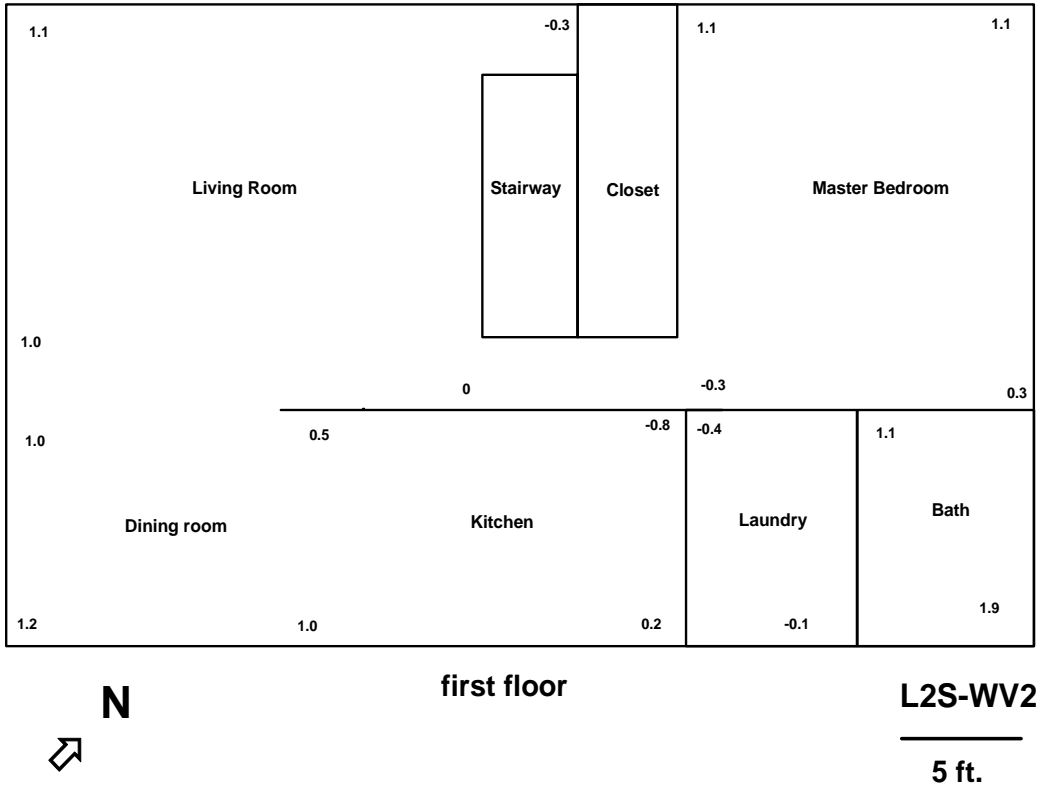 1.1
-0.3
1.1
1.1
Living Room
Stairway
Closet
Master Bedroom
1.0
0
-0.3
0.3
1.0
0.5
-0.8
-0.4
1.1
Dining room
Kitchen
Laundry
Bath
1.2
1.0
0.2
-0.1
1.9
N
first floor
L2S-WV2
5 ft.